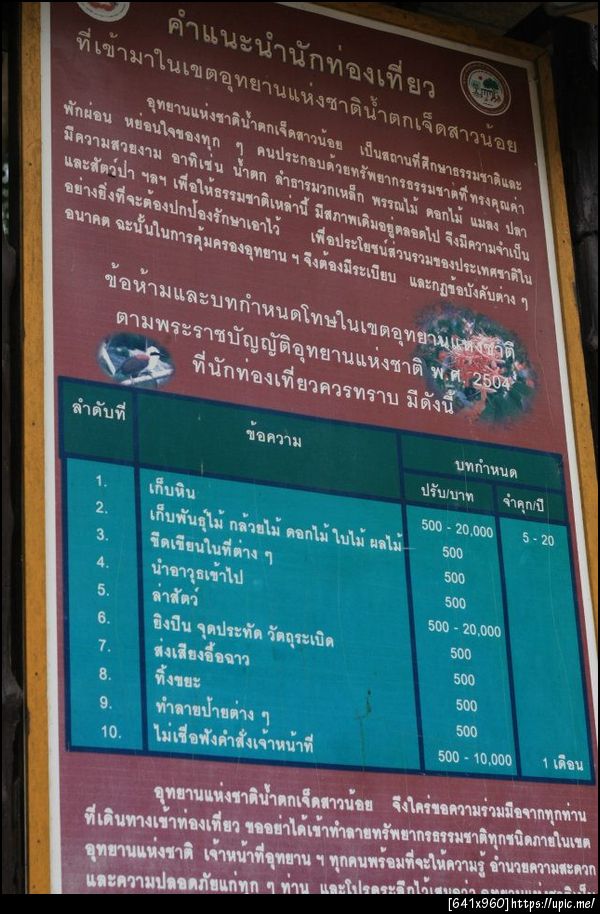 คำแนะนำนักท่องเที่ยว
ที่เข้ามาในเขตอุทยานแห่งชาติน้ำตกเจ็ดสาวน้อย
อุทยานแห่งชาติน้ำตกเจ็ดสาวน้อย เป็นสถานที่ศึกษาธรรมชาติและ
พักผ่อน หย่อนใจของทุก ๆ คนประกอบด้วยทรัพยากรธรรมชาติที่ ทรงคุณค่า
มีความสวยงาม อาทิเช่น น้ำตก ลำธารมวกเหล็ก พรรณไม้ ดอกไม้ แมลง ปลา
และสัตว์ป่า ฯลฯ เพื่อให้ธรรมชาติเหล่านี้ มีสภาพเดิมอยู่ตลอดไป จึงมีความจำเป็น
อย่างยิ่งที่จะต้องปกป้องรักษาเอาไว้ เพื่อประโยชน์ส่วนรวมของประเทศชาติใน
อนาคต ฉะนั้นในการคุ้มครองอุทยาน ฯ จึงต้องมีระเบียบ และกฏข้อบังคับต่าง ๆ
ข้อห้ามและบทกำหนดโทษในเขตอุทยานแห่งชาติ
ตามพระราชบัญญัติอุทยานแห่งชาติ พ.ศ. 2504
ที่นักท่องเที่ยวควรทราบ มีดังนี้
ลำดับที่ ข้อความ บทกำหนด
ปรับ/บาท จำคุก/ปี
1. เก็บหิน 500 - 20,000 5 - 20
2. เก็บพันธุ์ไม้ กล้วยไม้ ดอกไม้ ใบไม้ ผลไม้ 500
3. ขีดเขียนในที่ต่าง ๆ 500
4. นำอาวุธเข้าไป 500
5. ล่าสัตว์ 500 - 20,000
6. ยิงปืน จุดประทัด วัตถุระเบิด 500
7. ส่งเสียงอื้อฉาว 500
8. ทิ้งขยะ 500
9. ทำลายป้ายต่าง ๆ 500
10. ไม่เชื่อฟังคำสั่งเจ้าหน้าที่ 500 - 10,000 1 เดือน
อุทยานแห่งชาติน้ำตกเจ็ดสาวน้อย จึงใคร่ขอความร่วมมือจากทุกท่าน
ที่เดินทางเข้าท่องเที่ยว ขออย่าได้เข้าทำลายทรัพยากรธรรมชาติทุกชนิดภายในเขต
อุทยานแห่งชาติ เจ้าหน้าที่อุทยาน ฯ ทุกคนพร้อมที่จะให้ความรู้ อำนวยความสะดวก
และความปลอดภัยแก่ทุก ๆ ท่าน และโปรดระลึกไว้เสมอว่า
[641x960]https://upic.me/